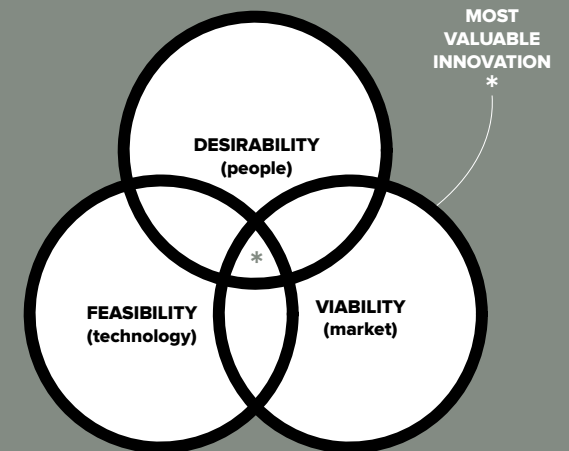 MOST
VALUABLE
INNOVATION
*
DESIRABILITY
(people)
*
FEASIBILITY
(technology)
VIABILITY
(market)